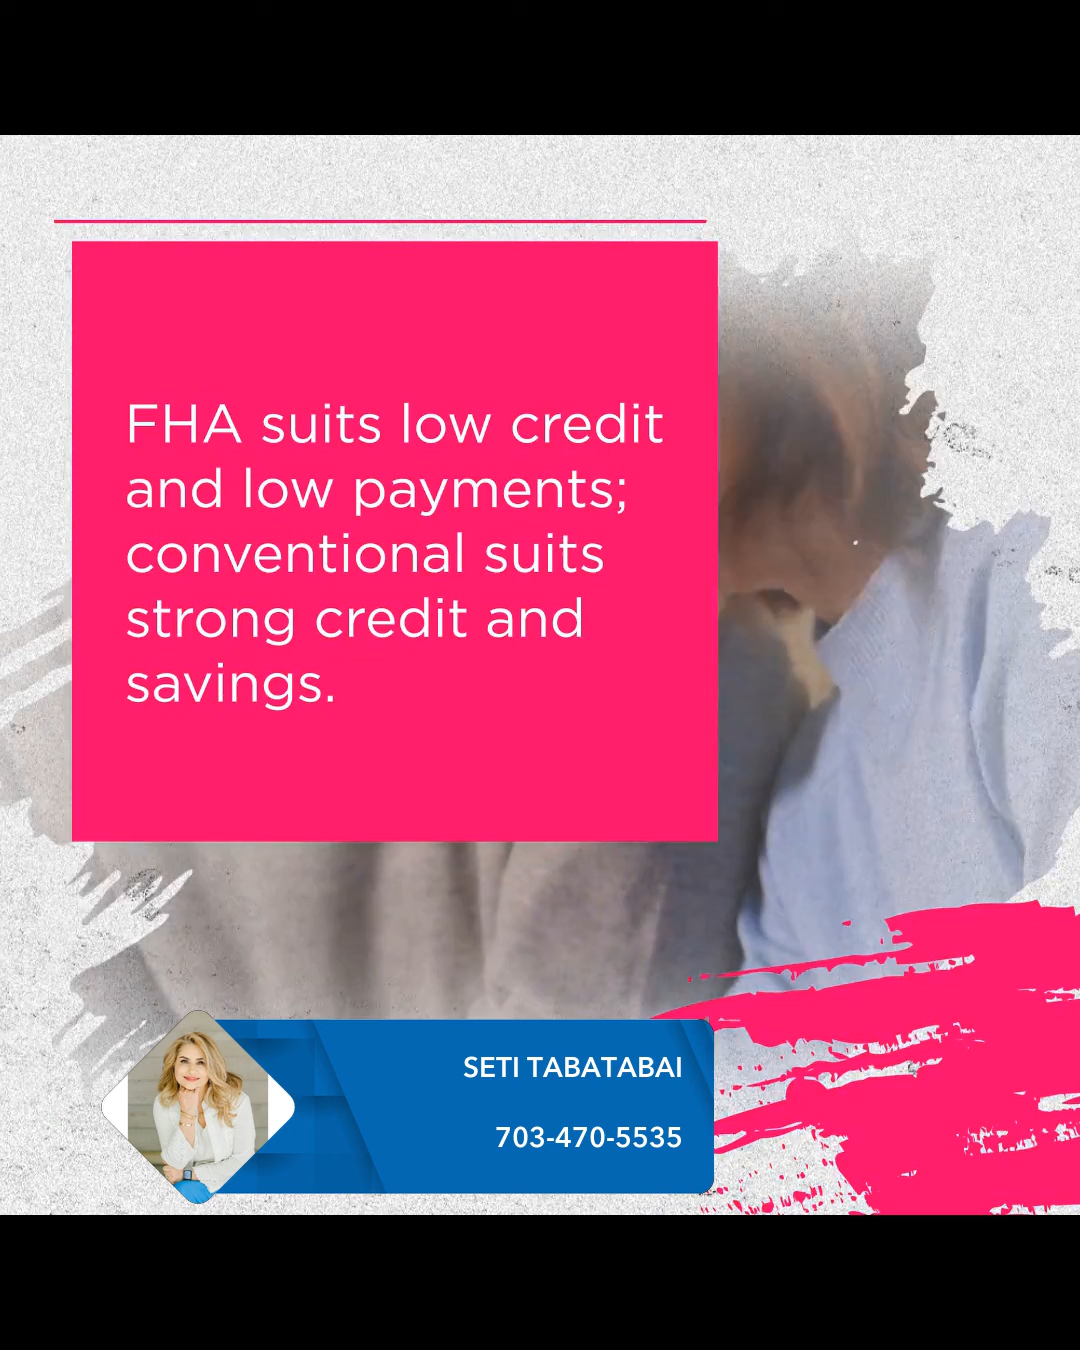 FHA suits low credit
and low payments;
conventional suits
strong credit and
savings.
SETI TABATABAI
703-470-5535